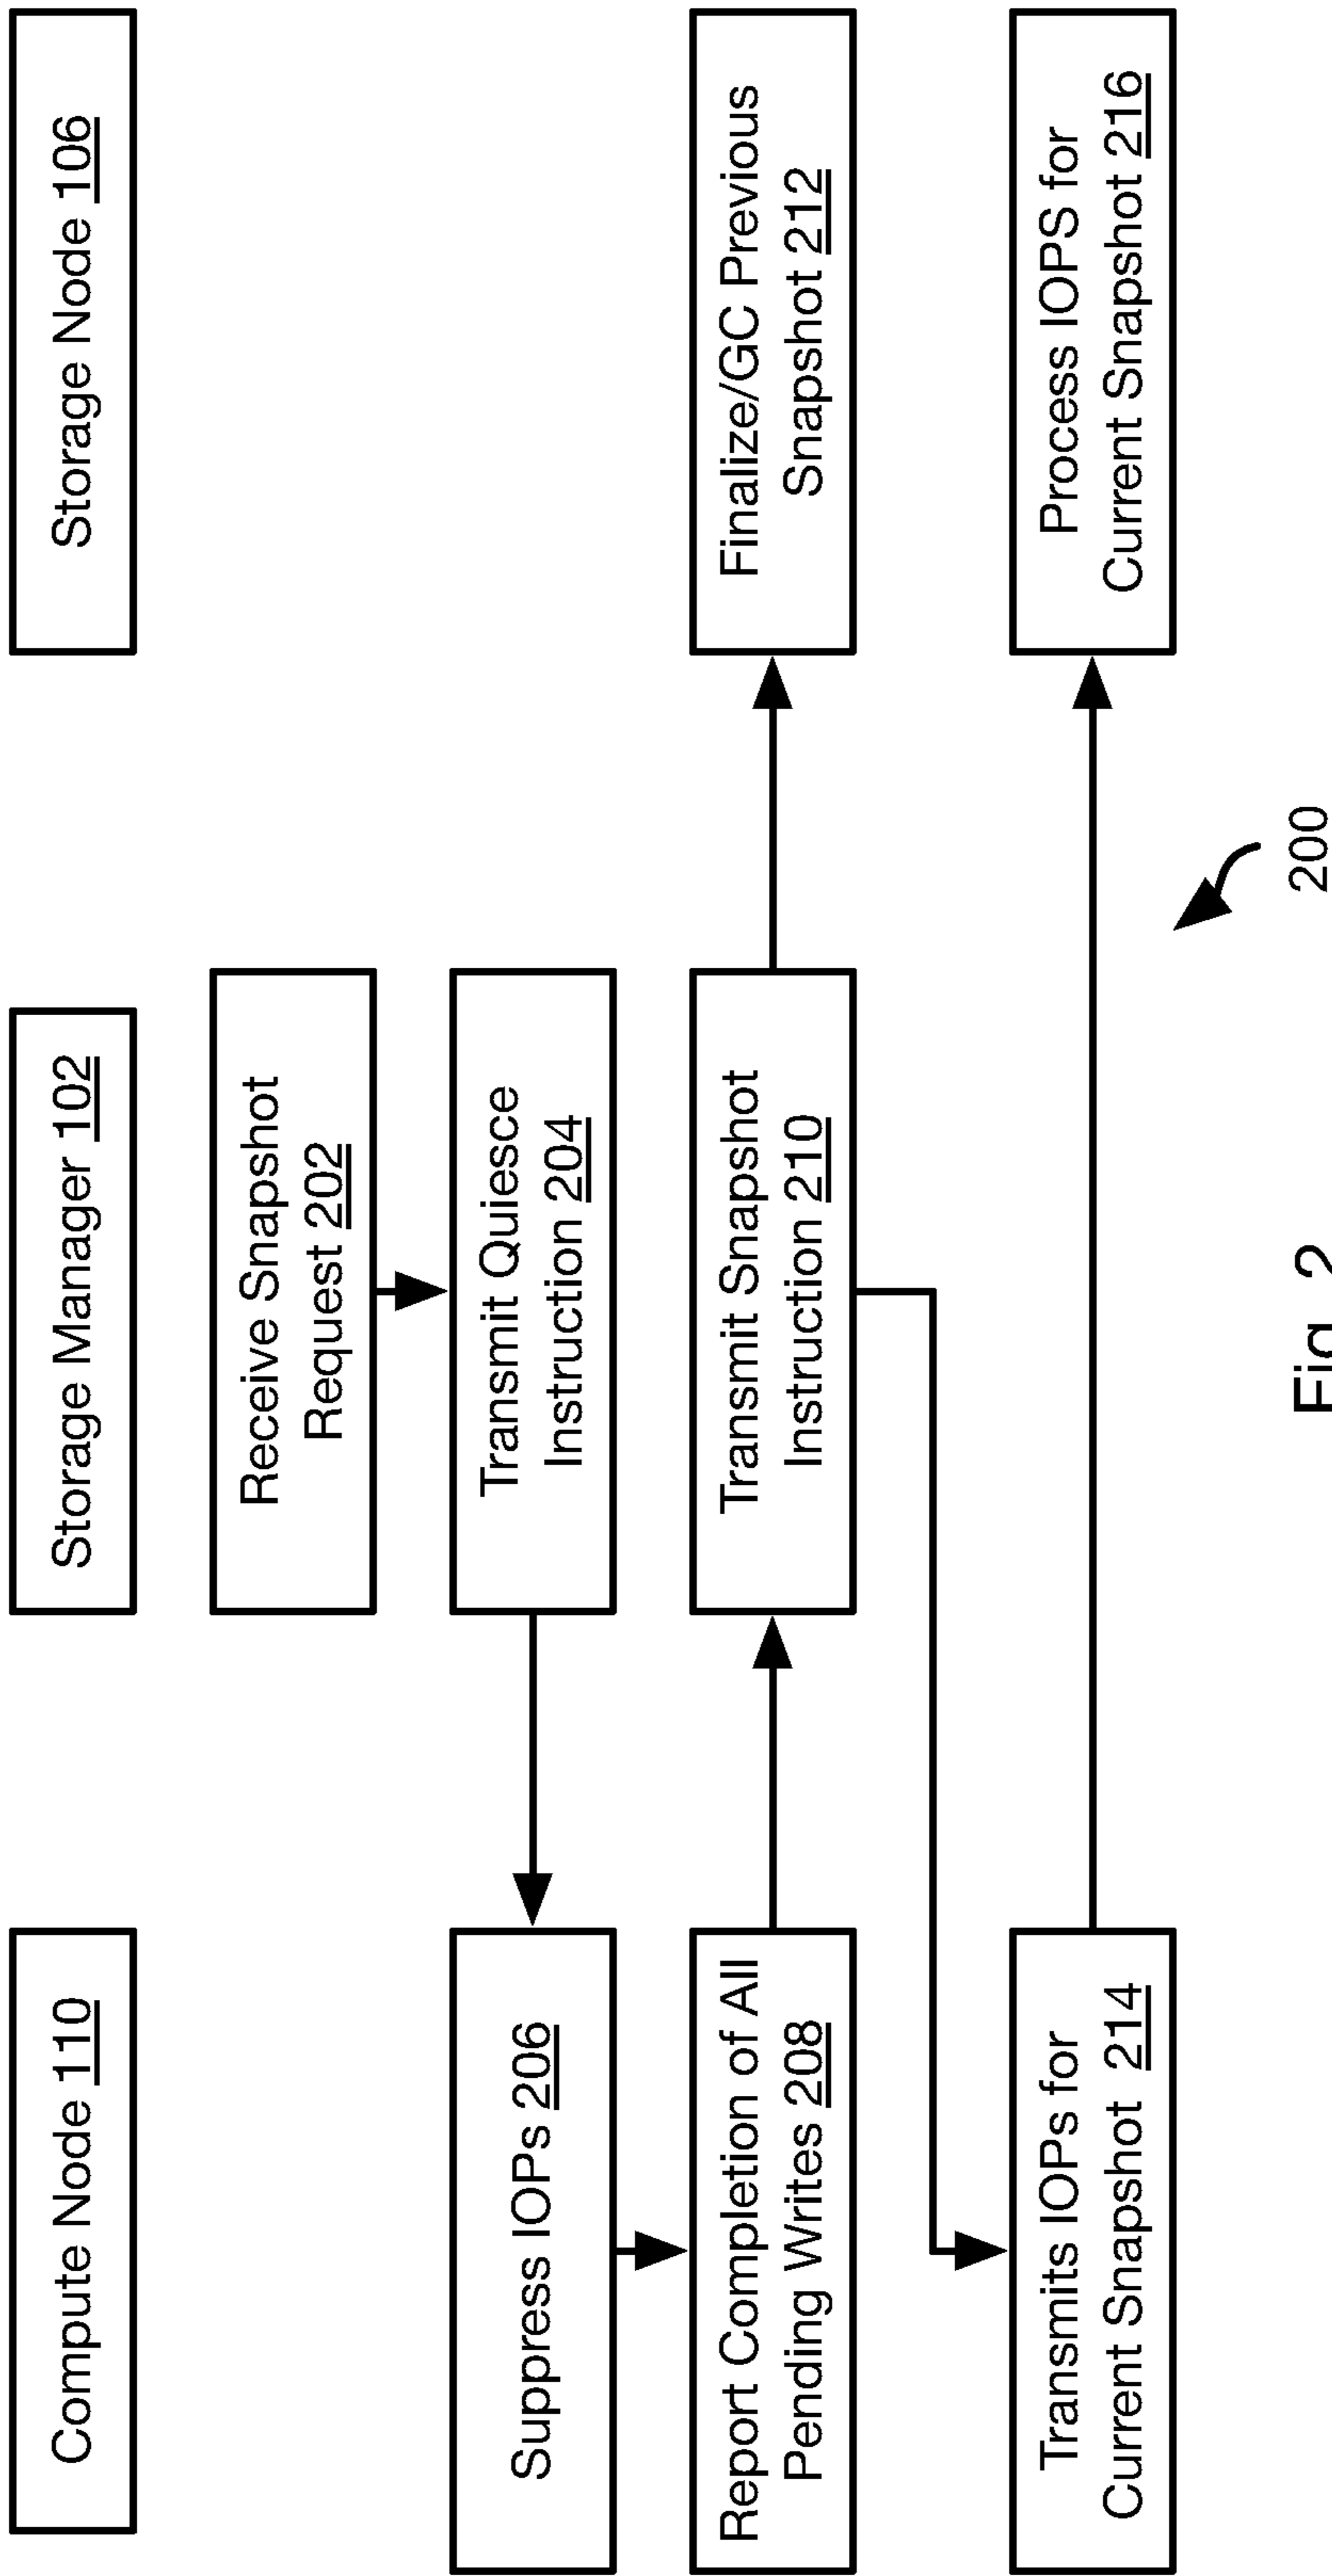 Compute Node 110
Storage Manager 102
Storage Node 106
Receive Snapshot
Request 202
Suppress IOPs 206
Transmit Quiesce
Instruction 204
Report Completion of All
Pending Writes 208
Transmit Snapshot
Instruction 210
Finalize/GC Previous
Snapshot 212
Transmits IOPs for
Current Snapshot 214
Process IOPS for
Current Snapshot 216
200
Fig. 2